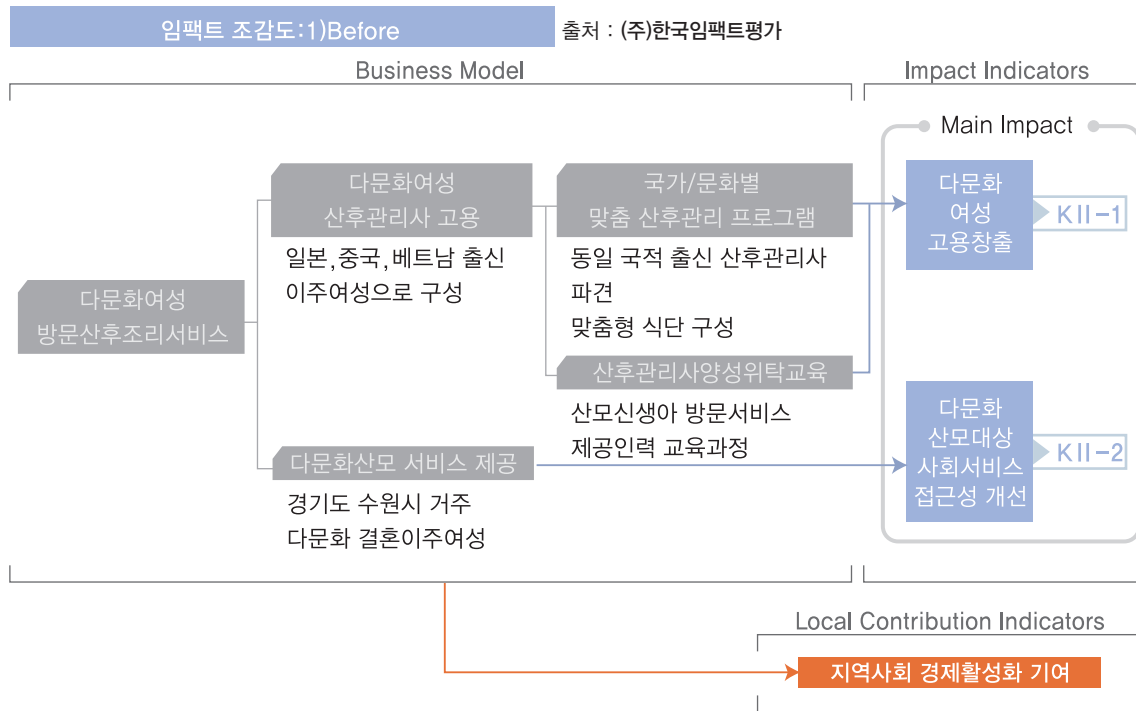 임팩트 조감도:1)Before
출처 : (주)한국임팩트평가
Business Model
Impact Indicators
Main Impact
다문화여성
방문산후조리서비스
다문화여성
산후관리사 고용
일본,중국,베트남 출신
이주여성으로 구성
국가/문화별
맞춤 산후관리 프로그램
동일 국적 출신 산후관리사
파견
맞춤형 식단 구성
산후관리사양성위탁교육
산모신생아 방문서비스
제공인력 교육과정
다문화산모 서비스 제공
경기도 수원시 거주
다문화 결혼이주여성
다문화
여성
고용창출
KII-1
다문화
산모대상
사회서비스
접근성 개선
KII-2
Local Contribution Indicators
지역사회 경제활성화 기여